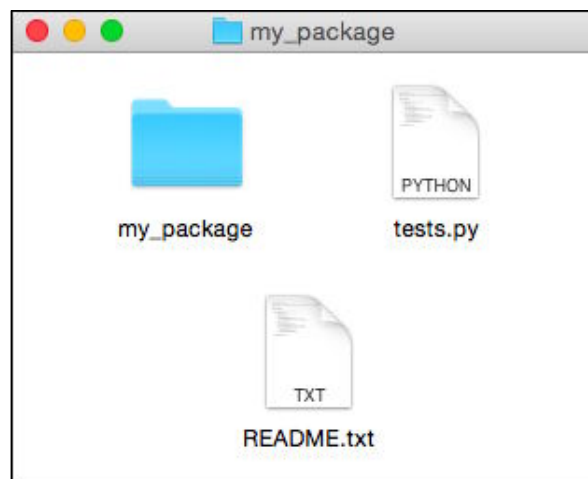 my_package
PYTHON
my_package
tests.py
TXT
README.txt